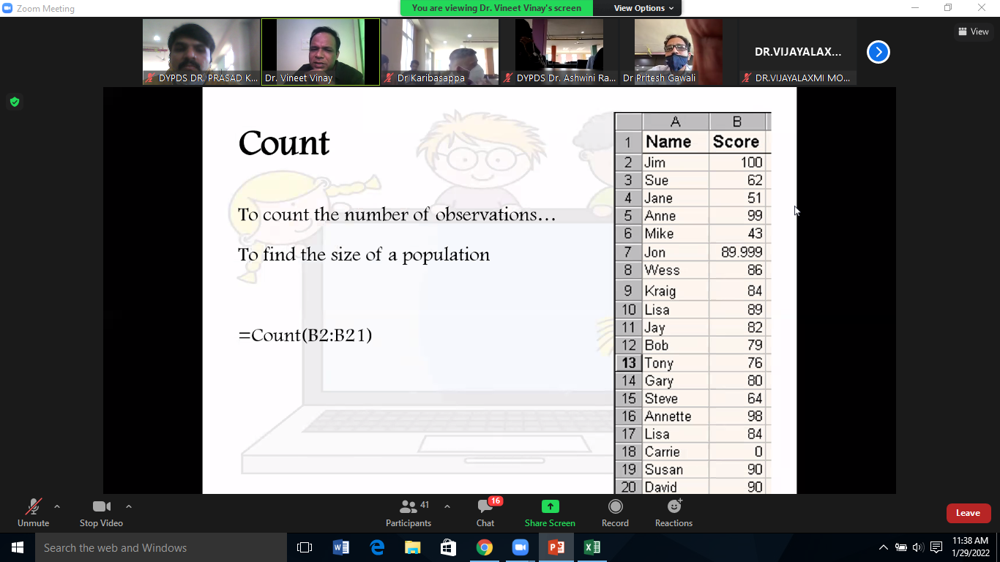 Zoom Meeting
You are viewing Dr. Vineet Vinay's screen
View Options
View
DYPDS DR. PRASAD K...
Dr. Vineet Vinay
Dr Karibasappa
DYPDS Dr. Ashwini Ra...
Dr Pritesh Gawali
DR.VIJAYALAX...
DR.VIJAYALAXMI MO...
Count
To count the number of observations...
To find the size of a population
=Count(B2:B21)
A B
1 Name Score
2 Jim 100
3 Sue 62
4 Jane 51
5 Anne 99
6 Mike 43
7 Jon 89.999
8 Wess 86
9 Kraig 84
10 Lisa 89
11 Jay 82
12 Bob 79
13 Tony 76
14 Gary 80
15 Steve 64
16 Annette 98
17 Lisa 84
18 Carrie 0
19 Susan 90
20 David 90
Unmute
Stop Video
41
Participants
16
Chat
Share Screen
Record
Reactions
Leave
Search the web and Windows
11:38 AM
1/29/2022